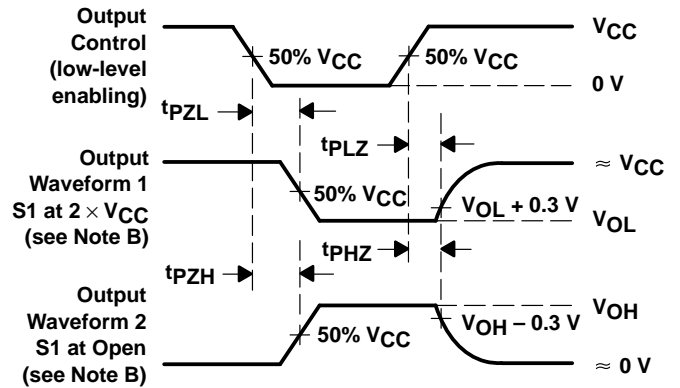 Output
Control
(low-level
enabling)
50% VCC
50% VCC
VCC
0 V
tPZL
tPLZ
Output
Waveform 1
S1 at 2 × VCC
(see Note B)
50% VCC
VOL + 0.3 V
≈ VCC
VOL
tPZH
tPHZ
Output
Waveform 2
S1 at Open
(see Note B)
50% VCC
VOH − 0.3 V
VOH
≈ 0 V